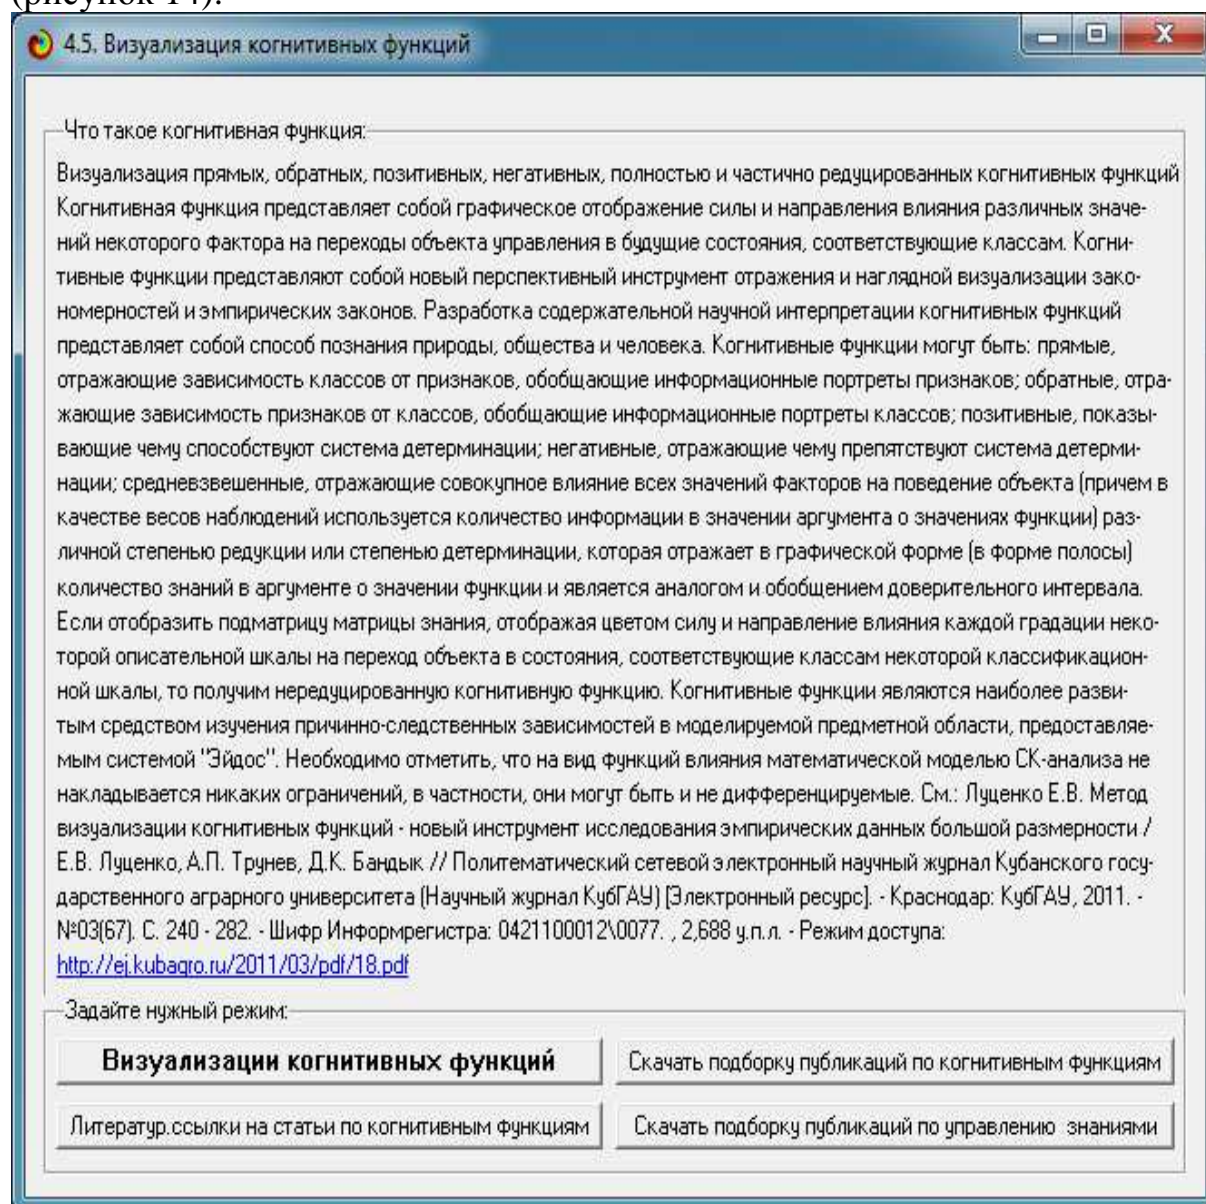 (рисунок 14).
4.5. Визуализация когнитивных функций
Что такое когнитивная функция:
Визуализация прямых, обратных, позитивных, негативных, полностью и частично редуцированных когнитивных функций
Когнитивная функция представляет собой графическое отображение силы и направления влияния различных значе-
ний некоторого фактора на переходы объекта управления в будущие состояния, соответствующие классам. Когни-
тивные функции представляют собой новый перспективный инструмент отражения и наглядной визуализации зако-
номерностей и эмпирических законов. Разработка содержательной научной интерпретации когнитивных функций
представляет собой способ познания природы, общества и человека. Когнитивные функции могут быть: прямые,
отражающие зависимость классов от признаков, обобщающие информационные портреты признаков; обратные, отра-
жающие зависимость признаков от классов, обобщающие информационные портреты классов; позитивные, показы-
вающие чему способствуют система детерминации; негативные, отражающие чему препятствуют система детерми-
нации; средневзвешенные, отражающие совокупное влияние всех значений факторов на поведение объекта (причем в
качестве весов наблюдений используется количество информации в значении аргумента о значениях функции) раз-
личной степенью редукции или степенью детерминации, которая отражает в графической форме (в форме полосы)
количество знаний в аргументе о значении функции и является аналогом и обобщением доверительного интервала.
Если отобразить подматрицу матрицы знания, отображая цветом силу и направление влияния каждой градации неко-
торой описательной шкалы на переход объекта в состояния, соответствующие классам некоторой классификацион-
ной шкалы, то получим нередуцированную когнитивную функцию. Когнитивные функции являются наиболее разви-
тым средством изучения причинно-следственных зависимостей в моделируемой предметной области, предоставляе-
мым системой "Эйдос". Необходимо отметить, что на вид функций влияния математической моделью СК-анализа не
накладывается никаких ограничений, в частности, они могут быть и не дифференцируемые. См.: Луценко Е.В. Метод
визуализации когнитивных функций - новый инструмент исследования эмпирических данных большой размерности /
Е.В. Луценко, А.П. Трунев, Д.К. Бандык // Политематический сетевой электронный научный журнал Кубанского госу-
дарственного аграрного университета (Научный журнал КубГАУ) [Электронный ресурс]. - Краснодар: КубГАУ, 2011. -
№03(67). С. 240 - 282. - Шифр Информрегистра: 0421100012\0077. , 2,688 у.п.л. - Режим доступа:
http://ej.kubagro.ru/2011/03/pdf/18.pdf
Задайте нужный режим:
Визуализации когнитивных функций
Скачать подборку публикаций по когнитивным функциям
Литератур.ссылки на статьи по когнитивным функциям
Скачать подборку публикаций по управлению знаниями